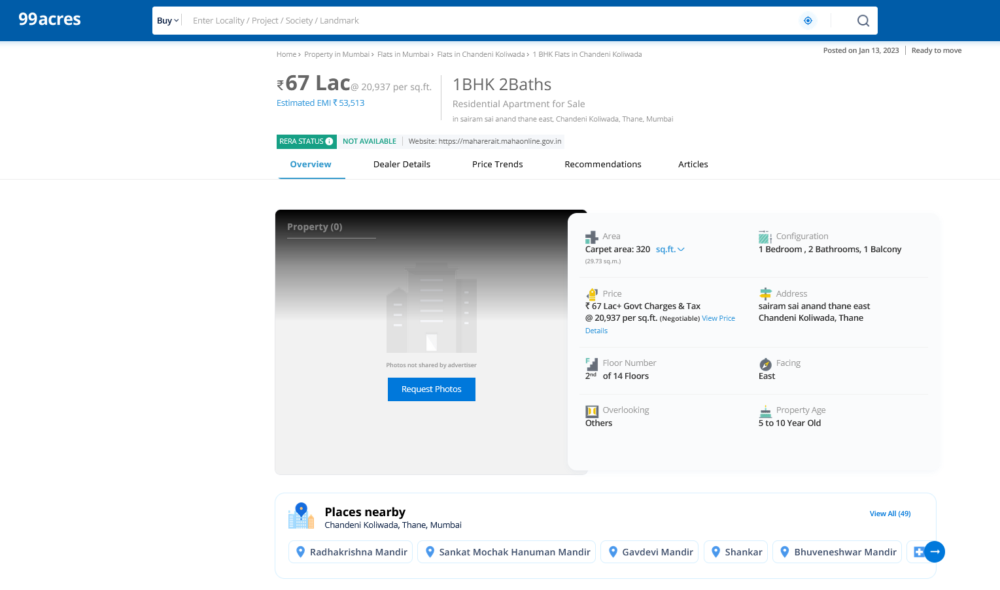 99acres
Buy
Enter Locality / Project / Society / Landmark
Home > Property in Mumbai > Flats in Mumbai > Flats in Chandeni Koliwada > 1 BHK Flats in Chandeni Koliwada
Posted on Jan 13, 2023 | Ready to move
₹67 Lac@ 20,937 per sq.ft.
Estimated EMI ₹ 53,513
1BHK 2Baths
Residential Apartment for Sale
in sairam sai anand thane east, Chandeni Koliwada, Thane, Mumbai
RERA STATUS i NOT AVAILABLE | Website: https://maharerait.mahaonline.gov.in
Overview Dealer Details Price Trends Recommendations Articles
Property (0)
Photos not shared by advertiser
Request Photos
Area
Carpet area: 320 sq.ft.
(29.73 sq.m.)
Configuration
1 Bedroom , 2 Bathrooms, 1 Balcony
Price
₹ 67 Lac+ Govt Charges & Tax
@ 20,937 per sq.ft. (Negotiable) View Price
Details
Address
sairam sai anand thane east
Chandeni Koliwada, Thane
F
Floor Number
2nd of 14 Floors
Facing
East
Overlooking
Others
Property Age
5 to 10 Year Old
Places nearby
Chandeni Koliwada, Thane, Mumbai
View All (49)
Radhakrishna Mandir
Sankat Mochak Hanuman Mandir
Gavdevi Mandir
Shankar
Bhuveneshwar Mandir